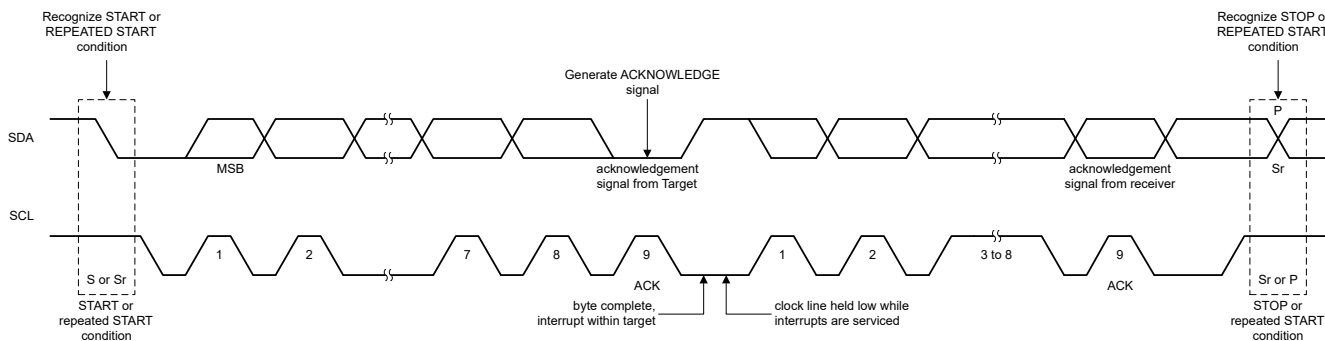 Recognize START or
REPEATED START
condition
Recognize STOP o
REPEATED START
condition
Generate ACKNOWLEDGE
signal
P
SDA
MSB
acknowledgement
signal from Target
acknowledgement
signal from receiver
Sr
SCL
1
2
7
8
9
1
2
3 to 8
9
S or Sr
ACK
ACK
Sr or P
START or
repeated START
condition
byte complete,
interrupt within target
clock line held low while
interrupts are serviced
STOP or
repeated START
condition